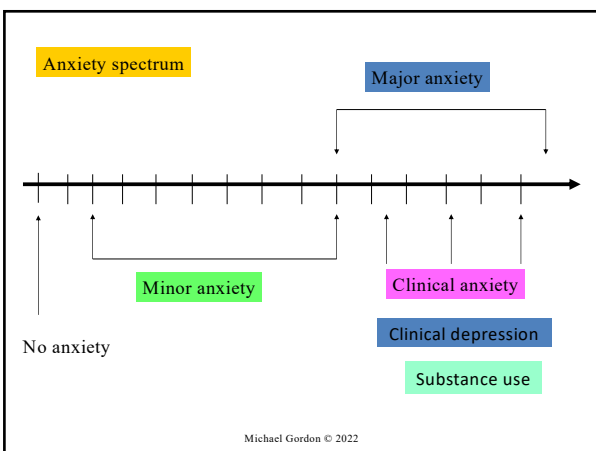 Anxiety spectrum
Major anxiety
Minor anxiety
Clinical anxiety
No anxiety
Clinical depression
Substance use
Michael Gordon © 2022